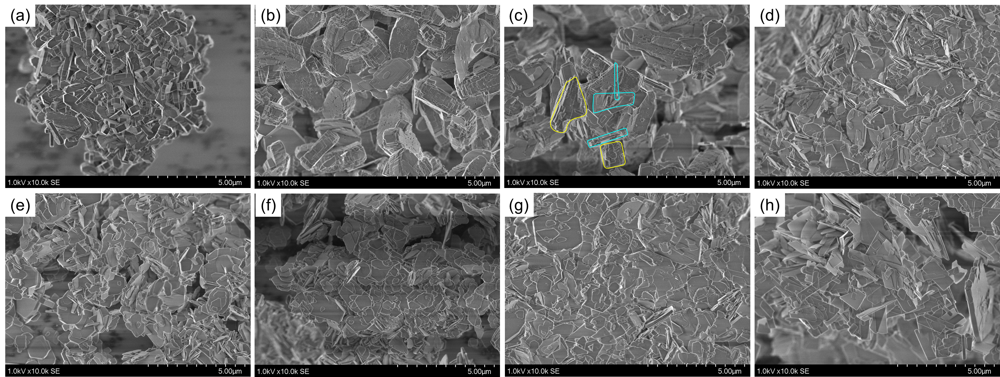 (a)
1.0kV x10.0k SE 5.00µm
(b)
1.0kV x10.0k SE 5.00µm
(c)
1.0kV x10.0k SE 5.00µm
(d)
1.0kV x10.0k SE 5.00µm
(e)
1.0kV x10.0k SE 5.00µm
(f)
1.0kV x10.0k SE 5.00µm
(g)
1.0kV x10.0k SE 5.00µm
(h)
1.0kV x10.0k SE 5.00µm